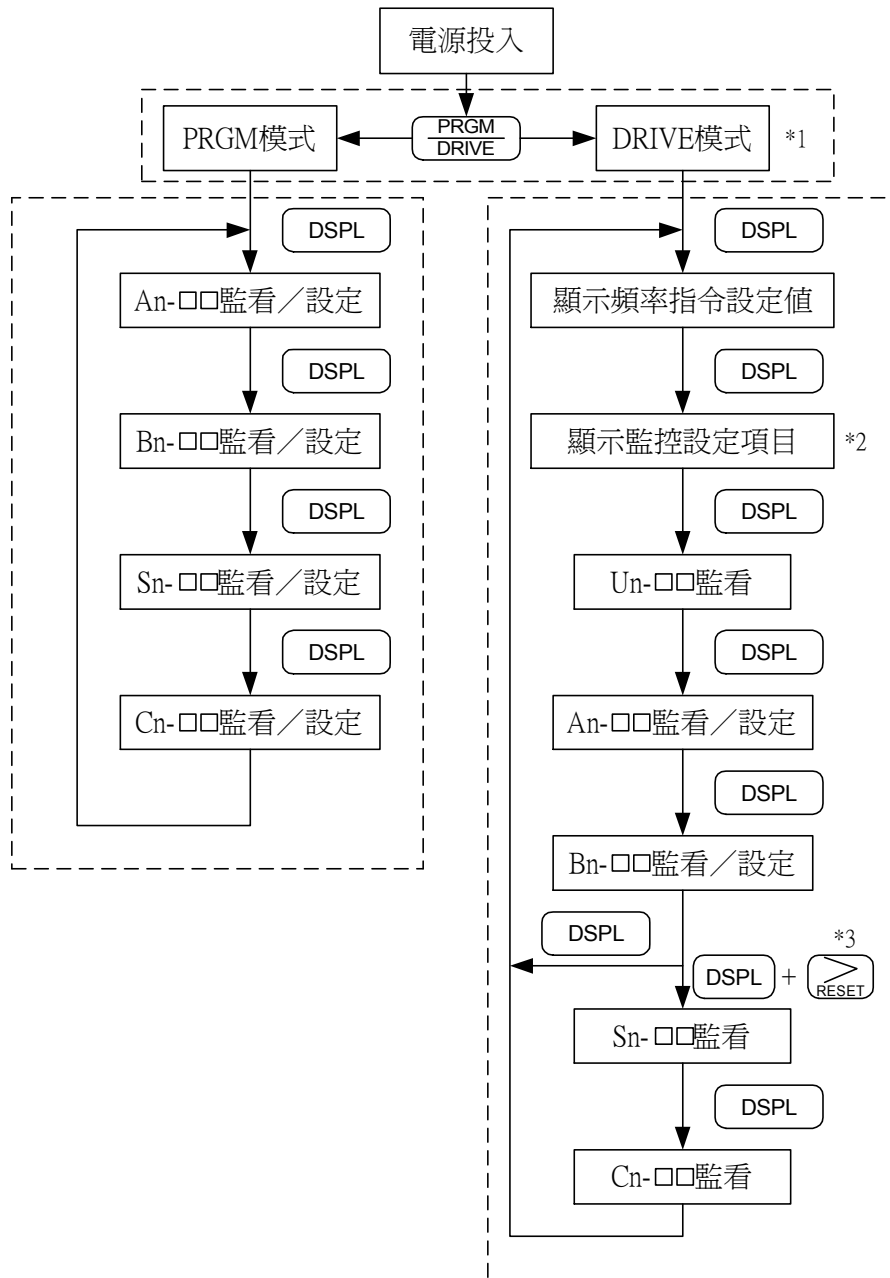 電源投入
PRGM模式
PRGM
DRIVE
DRIVE模式 *1
DSPL
An-□□監看／設定
DSPL
Bn-□□監看／設定
DSPL
Sn-□□監看／設定
DSPL
Cn-□□監看／設定
DSPL
顯示頻率指令設定值
DSPL
顯示監控設定項目 *2
DSPL
Un-□□監看
DSPL
An-□□監看／設定
DSPL
Bn-□□監看／設定
DSPL
*3
DSPL + >
RESET
Sn-□□監看
DSPL
Cn-□□監看